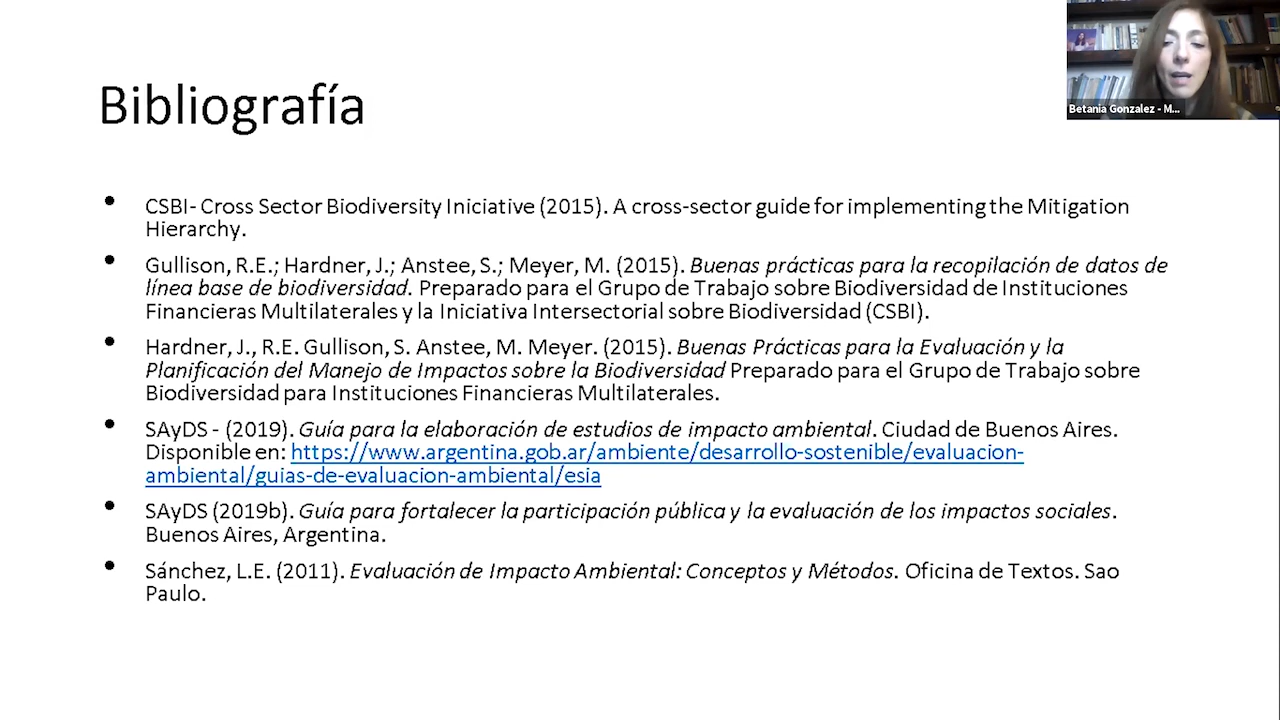 Bibliografía
Betania Gonzalez - M...
• CSBI- Cross Sector Biodiversity Iniciative (2015). A cross-sector guide for implementing the Mitigation
Hierarchy.
• Gullison, R.E.; Hardner, J.; Anstee, S.; Meyer, M. (2015). Buenas prácticas para la recopilación de datos de
línea base de biodiversidad. Preparado para el Grupo de Trabajo sobre Biodiversidad de Instituciones
Financieras Multilaterales y la Iniciativa Intersectorial sobre Biodiversidad (CSBI).
• Hardner, J., R.E. Gullison, S. Anstee, M. Meyer. (2015). Buenas Prácticas para la Evaluación y la
Planificación del Manejo de Impactos sobre la Biodiversidad Preparado para el Grupo de Trabajo sobre
Biodiversidad para Instituciones Financieras Multilaterales.
• SAyDS - (2019). Guía para la elaboración de estudios de impacto ambiental. Ciudad de Buenos Aires.
Disponible en: https://www.argentina.gob.ar/ambiente/desarrollo-sostenible/evaluacion-
ambiental/guias-de-evaluacion-ambiental/esia
• SAyDS (2019b). Guía para fortalecer la participación pública y la evaluación de los impactos sociales.
Buenos Aires, Argentina.
• Sánchez, L.E. (2011). Evaluación de Impacto Ambiental: Conceptos y Métodos. Oficina de Textos. Sao
Paulo.